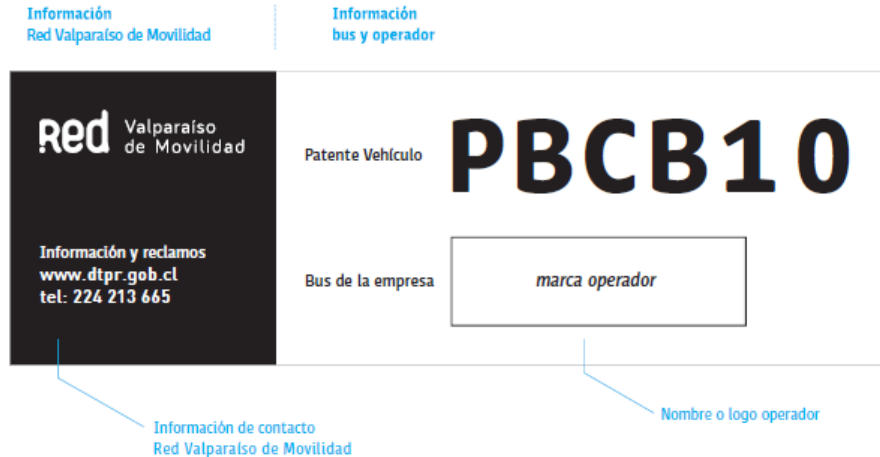 Información
Red Valparaíso de Movilidad
Información
bus y operador
Red Valparaíso
de Movilidad
Información y reclamos
www.dtpr.gob.cl
tel: 224 213 665
Patente Vehículo PBCB10
Bus de la empresa marca operador
Información de contacto
Red Valparaíso de Movilidad
Nombre o logo operador